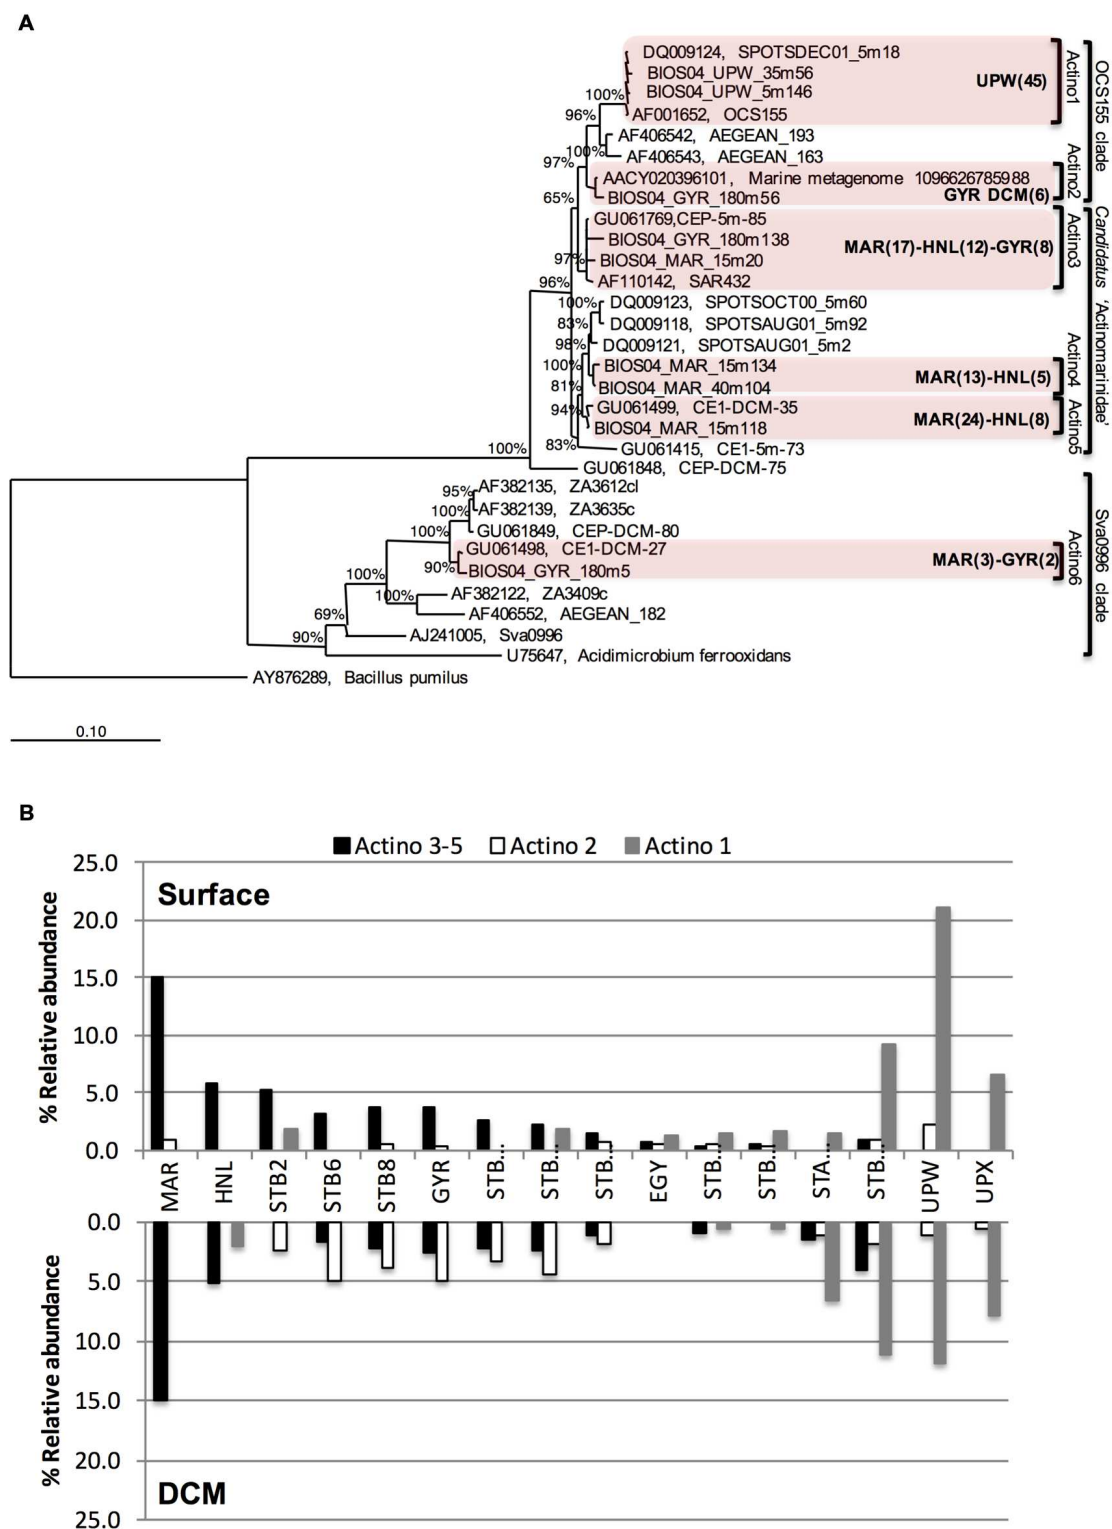 A
DQ009124, SPOTSDEC01_5m18
BIOS04_UPW_35m56
BIOS04_UPW_5m146
AF001652, OCS155
UPW(45)
Actino1
100%
96%
AF406542, AEGEAN_193
AF406543, AEGEAN_163
100%
97%
AACY020396101, Marine metagenome 1096626785988
BIOS04_GYR_180m56
GYR DCM(6)
Actino2
OCS155 clade
65%
GU061769,CEP-5m-85
BIOS04_GYR_180m138
BIOS04_MAR_15m20
AF110142, SAR432
MAR(17)-HNL(12)-GYR(8)
Actino3
97%
96%
DQ009123, SPOTSOCT00_5m60
DQ009118, SPOTSAUG01_5m92
DQ009121, SPOTSAUG01_5m2
100%
83%
98%
BIOS04_MAR_15m134
BIOS04_MAR_40m104
MAR(13)-HNL(5)
Actino4
100%
81%
GU061499, CE1-DCM-35
BIOS04_MAR_15m118
MAR(24)-HNL(8)
Actino5
94%
83%
GU061415, CE1-5m-73
Candidatus 'Actinomarinidae'
GU061848, CEP-DCM-75
100%
AF382135, ZA3612cl
AF382139, ZA3635c
GU061849, CEP-DCM-80
95%
100%
100%
GU061498, CE1-DCM-27
BIOS04_GYR_180m5
MAR(3)-GYR(2)
Actino6
90%
100%
AF382122, ZA3409c
AF406552, AEGEAN_182
100%
69%
AJ241005, Sva0996
90%
U75647, Acidimicrobium ferrooxidans
Sva0996 clade
AY876289, Bacillus pumilus
0.10
B
Actino 3-5 Actino 2 Actino 1
Surface
% Relative abundance
25.0
20.0
15.0
10.0
5.0
0.0
MAR HNL STB2 STB6 STB8 GYR STB... STB... STB... EGY STB... STB... STA... STB... UPW UPX
0.0
5.0
10.0
15.0
20.0
25.0
% Relative abundance
DCM